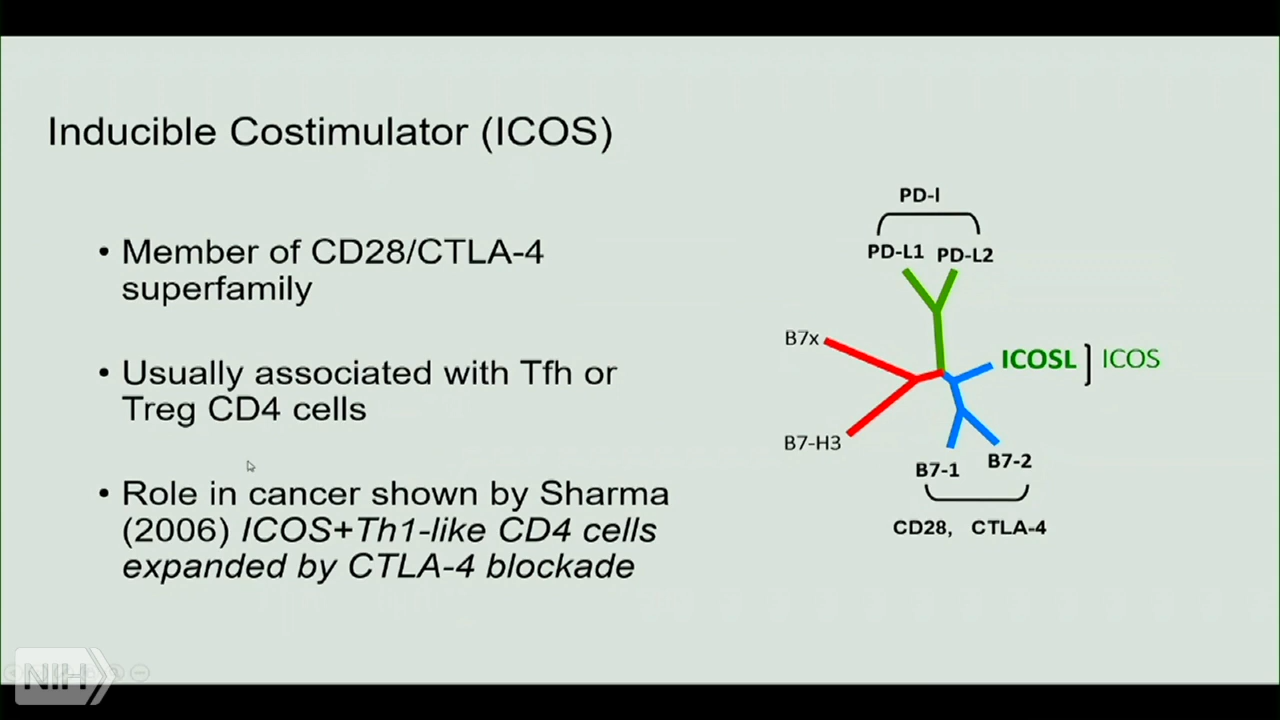 Inducible Costimulator (ICOS)
• Member of CD28/CTLA-4
superfamily
• Usually associated with Tfh or
Treg CD4 cells
• Role in cancer shown by Sharma
(2006) ICOS+Th1-like CD4 cells
expanded by CTLA-4 blockade
PD-I
PD-L1 PD-L2
B7x
ICOSL ] ICOS
B7-H3
B7-1 B7-2
CD28, CTLA-4
NIH